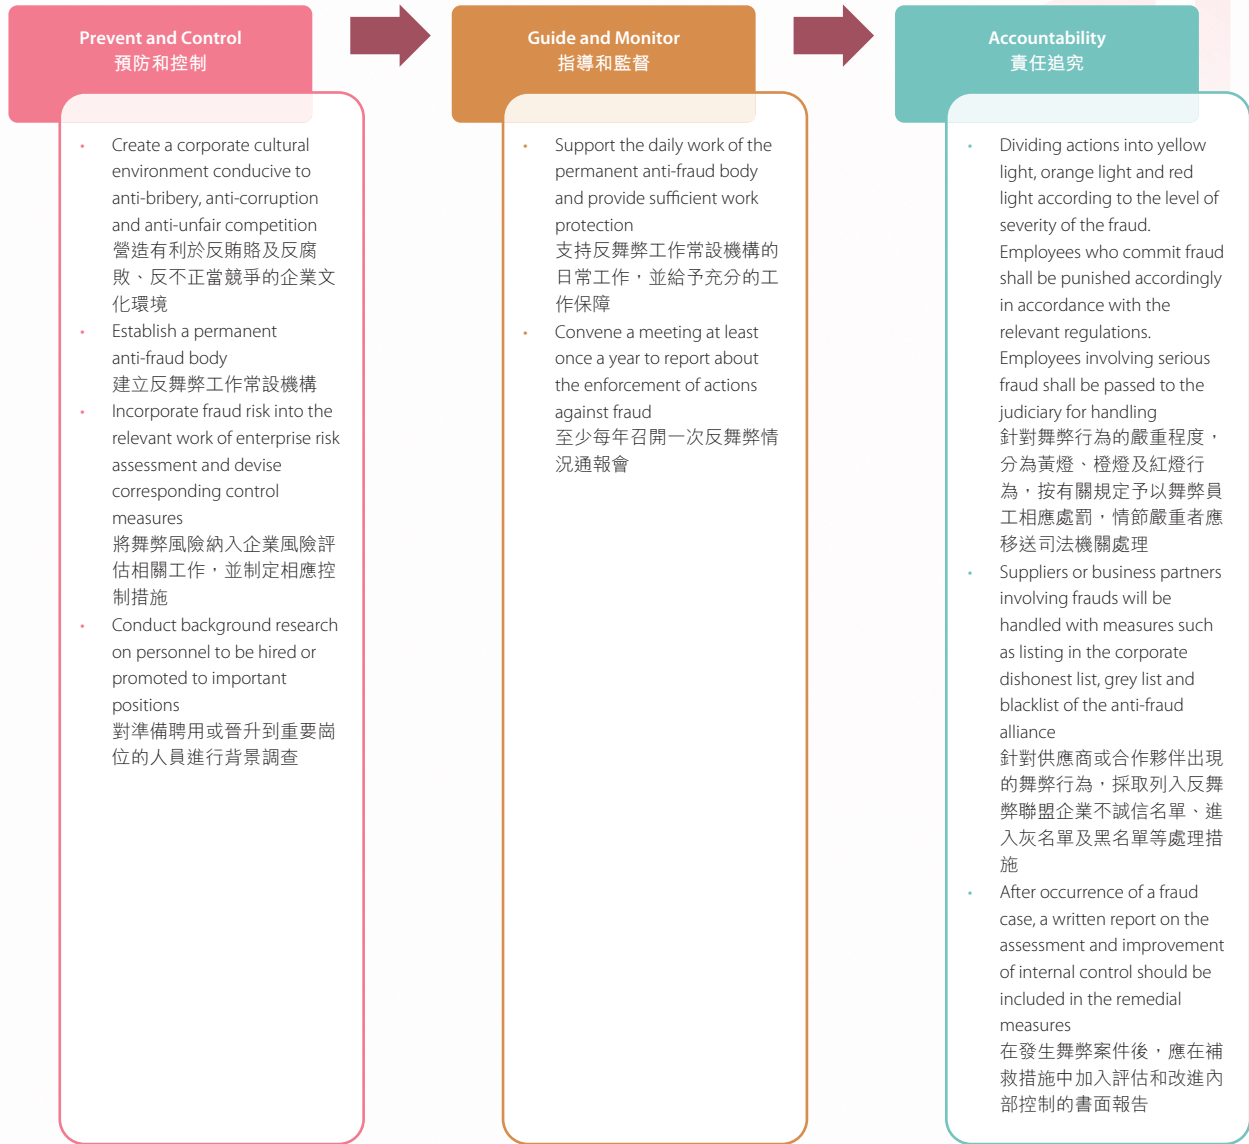 Prevent and Control
預防和控制
• Create a corporate cultural
environment conducive to
anti-bribery, anti-corruption
and anti-unfair competition
營造有利於反賄賂及反腐
敗、反不正當競爭的企業文
化環境
• Establish a permanent
anti-fraud body
建立反舞弊工作常設機構
• Incorporate fraud risk into the
relevant work of enterprise risk
assessment and devise
corresponding control
measures
將舞弊風險納入企業風險評
估相關工作，並制定相應控
制措施
• Conduct background research
on personnel to be hired or
promoted to important
positions
對準備聘用或晉升到重要崗
位的人員進行背景調查
Guide and Monitor
指導和監督
• Support the daily work of the
permanent anti-fraud body
and provide sufficient work
protection
支持反舞弊工作常設機構的
日常工作，並給予充分的工
作保障
• Convene a meeting at least
once a year to report about
the enforcement of actions
against fraud
至少每年召開一次反舞弊情
況通報會
Accountability
責任追究
• Dividing actions into yellow
light, orange light and red
light according to the level of
severity of the fraud.
Employees who commit fraud
shall be punished accordingly
in accordance with the
relevant regulations.
Employees involving serious
fraud shall be passed to the
judiciary for handling
針對舞弊行為的嚴重程度，
分為黃燈、橙燈及紅燈行
為，按有關規定予以舞弊員
工相應處罰，情節嚴重者應
移送司法機關處理
• Suppliers or business partners
involving frauds will be
handled with measures such
as listing in the corporate
dishonest list, grey list and
blacklist of the anti-fraud
alliance
針對供應商或合作夥伴出現
的舞弊行為，採取列入反舞
弊聯盟企業不誠信名單、進
入灰名單及黑名單等處理措
施
• After occurrence of a fraud
case, a written report on the
assessment and improvement
of internal control should be
included in the remedial
measures
在發生舞弊案件後，應在補
救措施中加入評估和改進內
部控制的書面報告